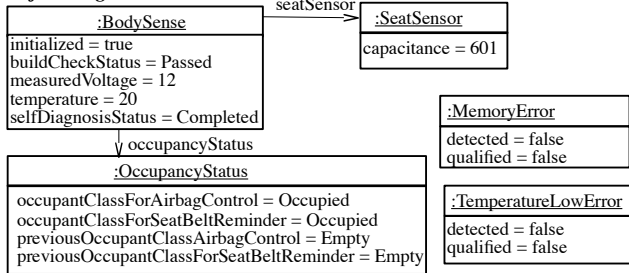 seatSensor
:BodySense
initialized = true
buildCheckStatus = Passed
measuredVoltage = 12
temperature = 20
selfDiagnosisStatus = Completed
:SeatSensor
capacitance = 601
occupancyStatus
:OccupancyStatus
occupantClassForAirbagControl = Occupied
occupantClassForSeatBeltReminder = Occupied
previousOccupantClassAirbagControl = Empty
previousOccupantClassForSeatBeltReminder = Empty
:MemoryError
detected = false
qualified = false
:TemperatureLowError
detected = false
qualified = false